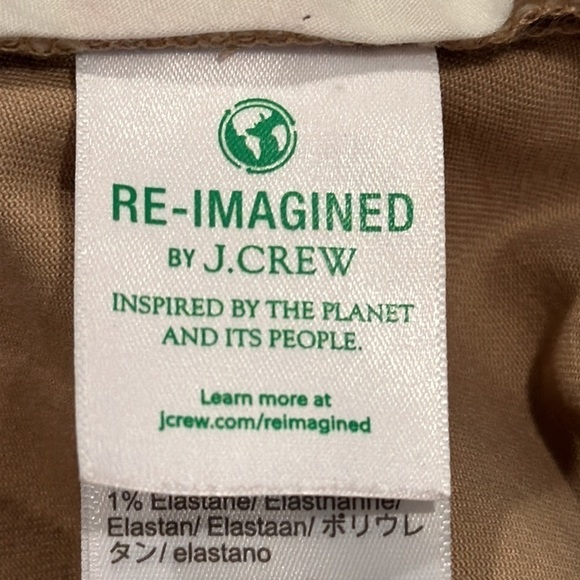 RE-IMAGINED
BY J.CREW
INSPIRED BY THE PLANET
AND ITS PEOPLE.
Learn more at
jcrew.com/reimagined
1% Elastane/ Elasthanne/
Elastan/ Elastaan/ ポリウレ
タン/ elastano